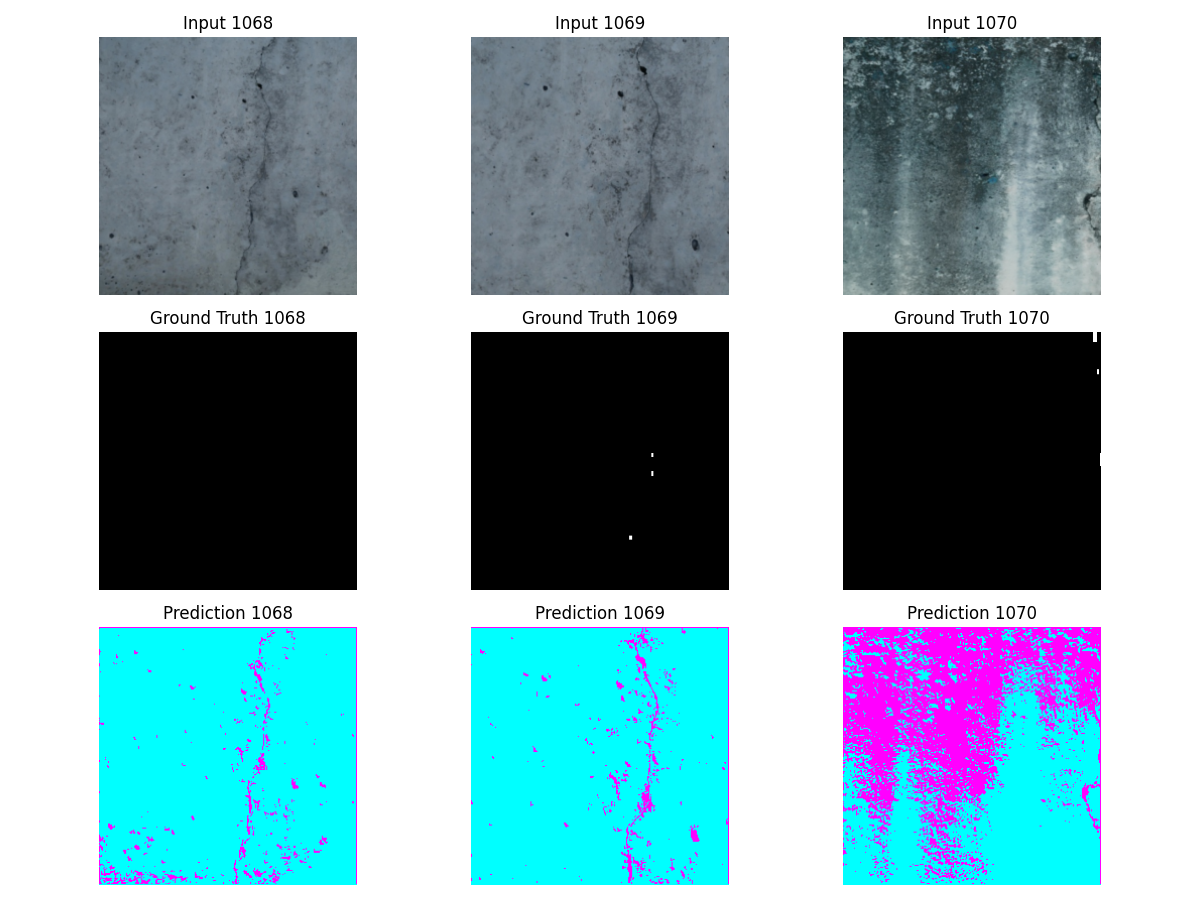 Input 1068
Input 1069
Input 1070
Ground Truth 1068
Ground Truth 1069
Ground Truth 1070
Prediction 1068
Prediction 1069
Prediction 1070